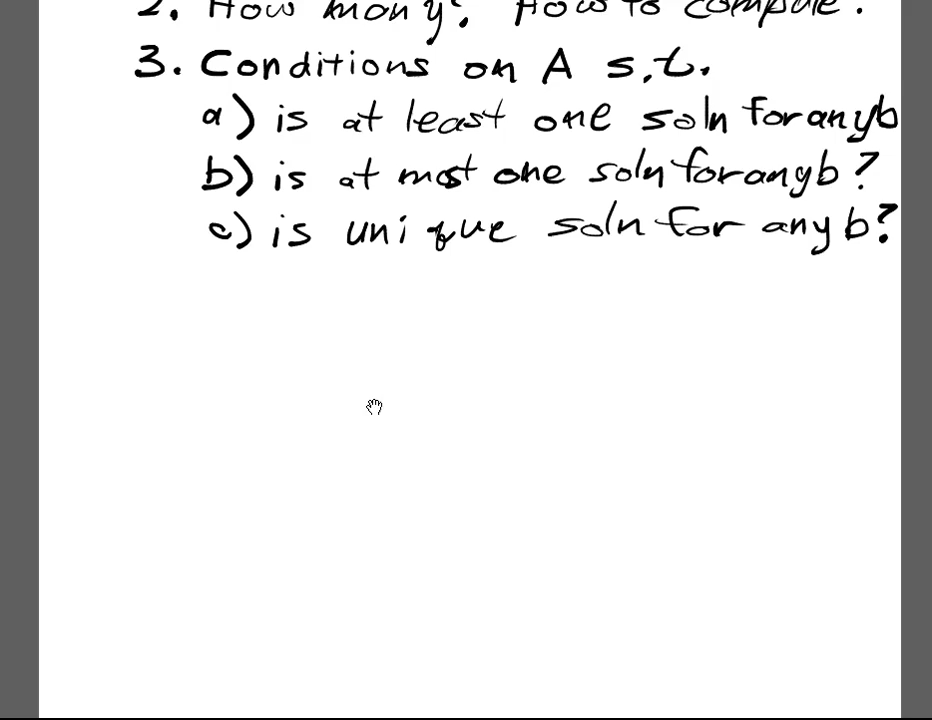 2. How many? How to compute?
3. Conditions on A s.t.
a) is at least one soln for any b
b) is at most one soln for any b?
c) is unique soln for any b?